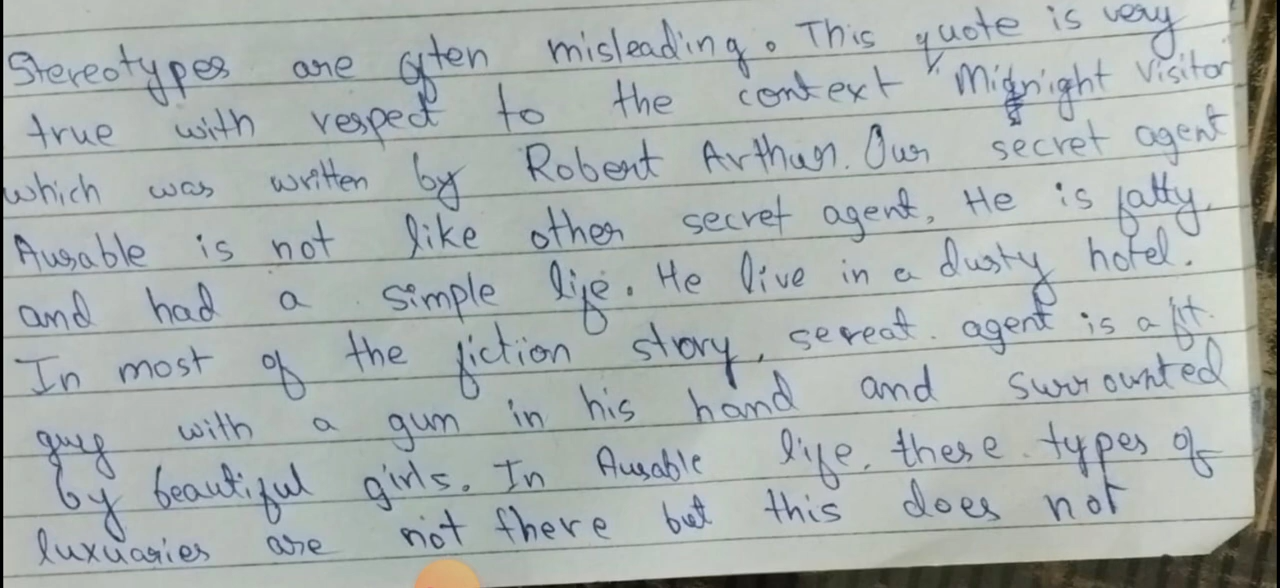 Stereotypes are often misleading. This quote is very
true with respect to the context Midnight Visitor
which was written by Robert Arthur. Our secret agent
Ausable is not like other secret agent, He is fatty.
and had a simple life. He live in a dusty hotel.
In most of the fiction story, sereat. agent is a fit.
guy with a gun in his hand and surrounted
by beautiful girls. In Ausable life, these types of
luxuaries are not there but this does not